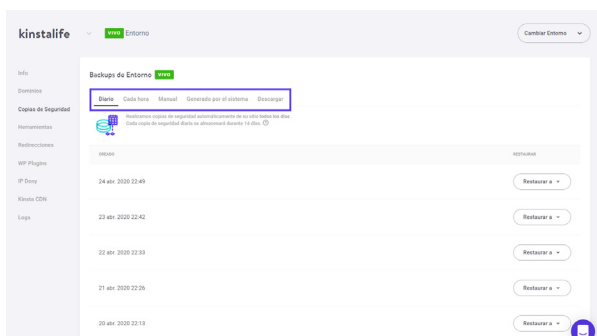 kinstalife
VIVO Entorno
Cambiar Entorno
Info
Dominios
Copias de Seguridad
Herramientas
Redirecciones
WP Plugins
IP Deny
Kinsta CDN
Logs
Backups de Entorno VIVO
Diario Cada hora Manual Generado por el sistema Descargar
Realizamos copias de seguridad automáticamente de su sitio todos los días.
Cada copia de seguridad diaria se almacenará durante 14 días.
CREADO RESTAURAR
24 abr. 2020 22:49 Restaurar a
23 abr. 2020 22:42 Restaurar a
22 abr. 2020 22:33 Restaurar a
21 abr. 2020 22:26 Restaurar a
20 abr. 2020 22:13 Restaurar a